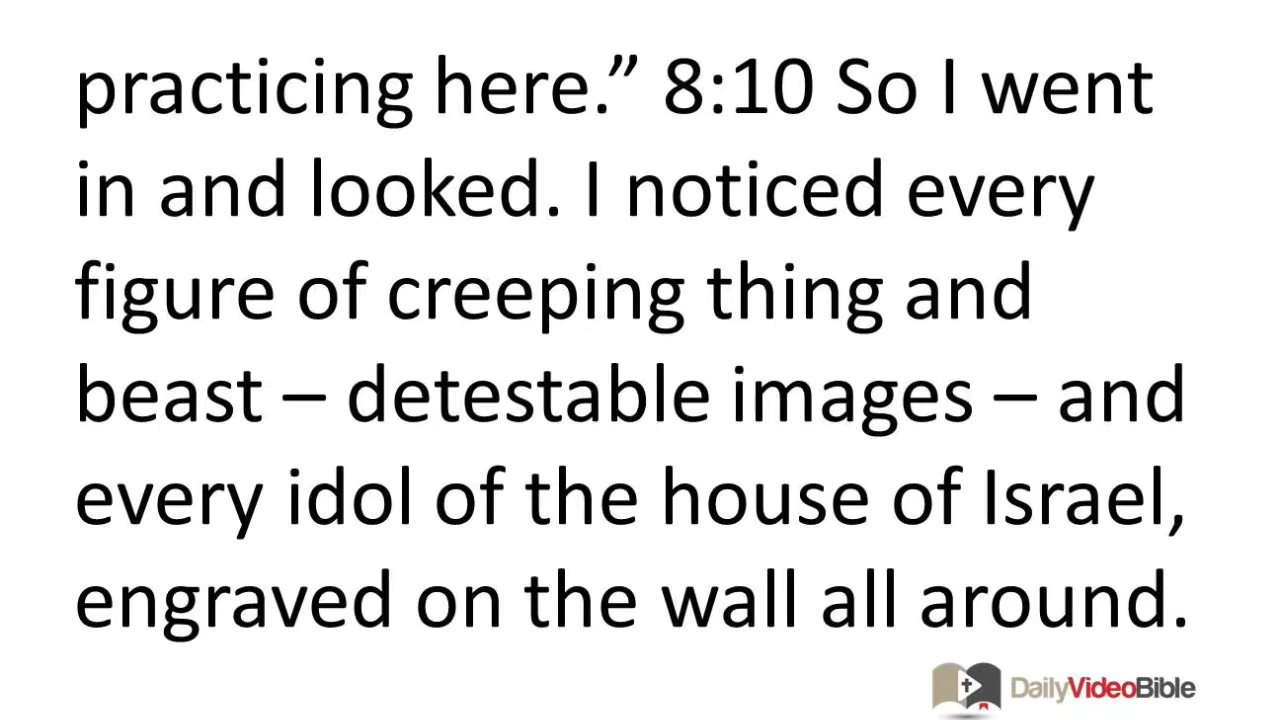 practicing here.” 8:10 So I went
in and looked. I noticed every
figure of creeping thing and
beast – detestable images – and
every idol of the house of Israel,
engraved on the wall all around.
DailyVideoBible